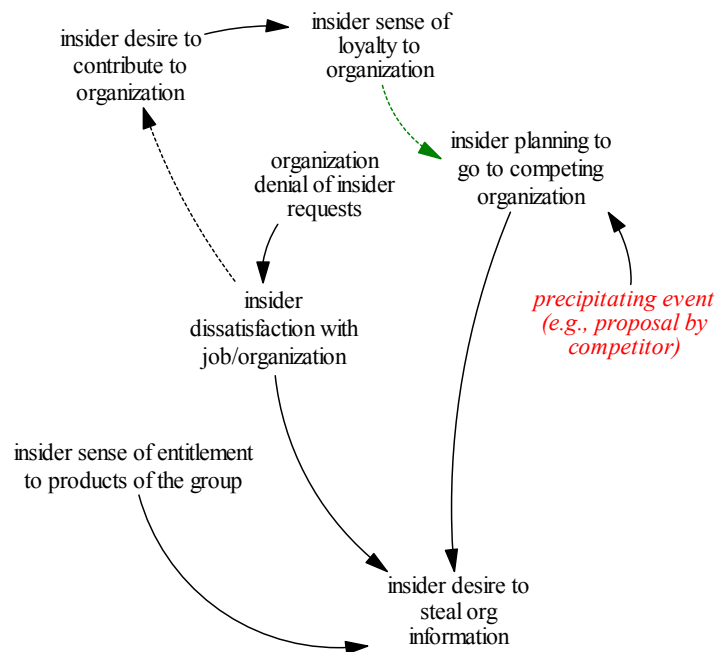 insider desire to
contribute to
organization
insider sense of
loyalty to
organization
insider planning to
go to competing
organization
organization
denial of insider
requests
precipitating event
(e.g., proposal by
competitor)
insider
dissatisfaction with
job/organization
insider sense of entitlement
to products of the group
insider desire to
steal org
information